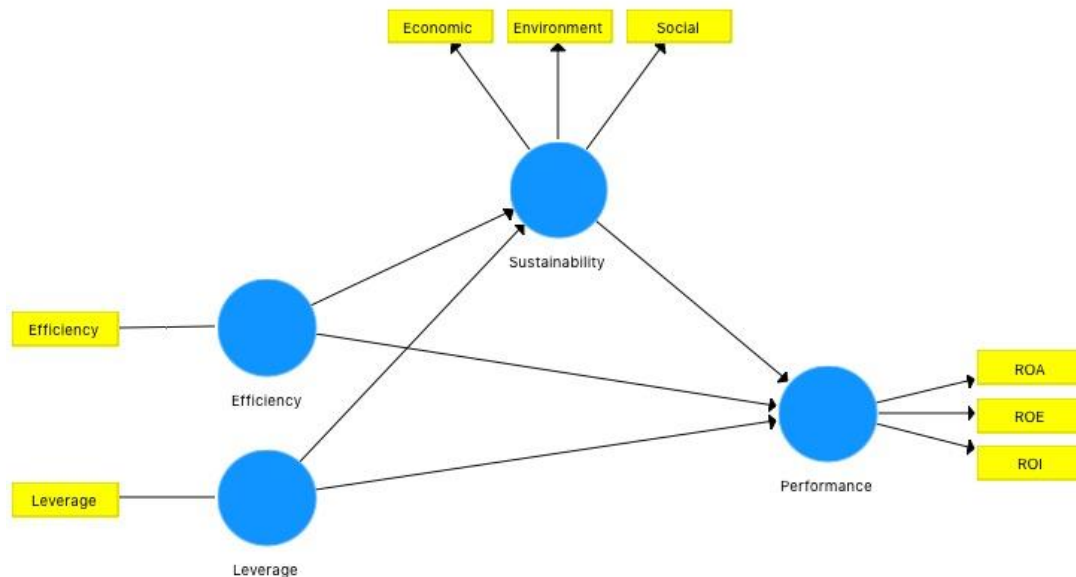 Economic
Environment
Social
Sustainability
Efficiency
Efficiency
ROA
ROE
ROI
Performance
Leverage
Leverage